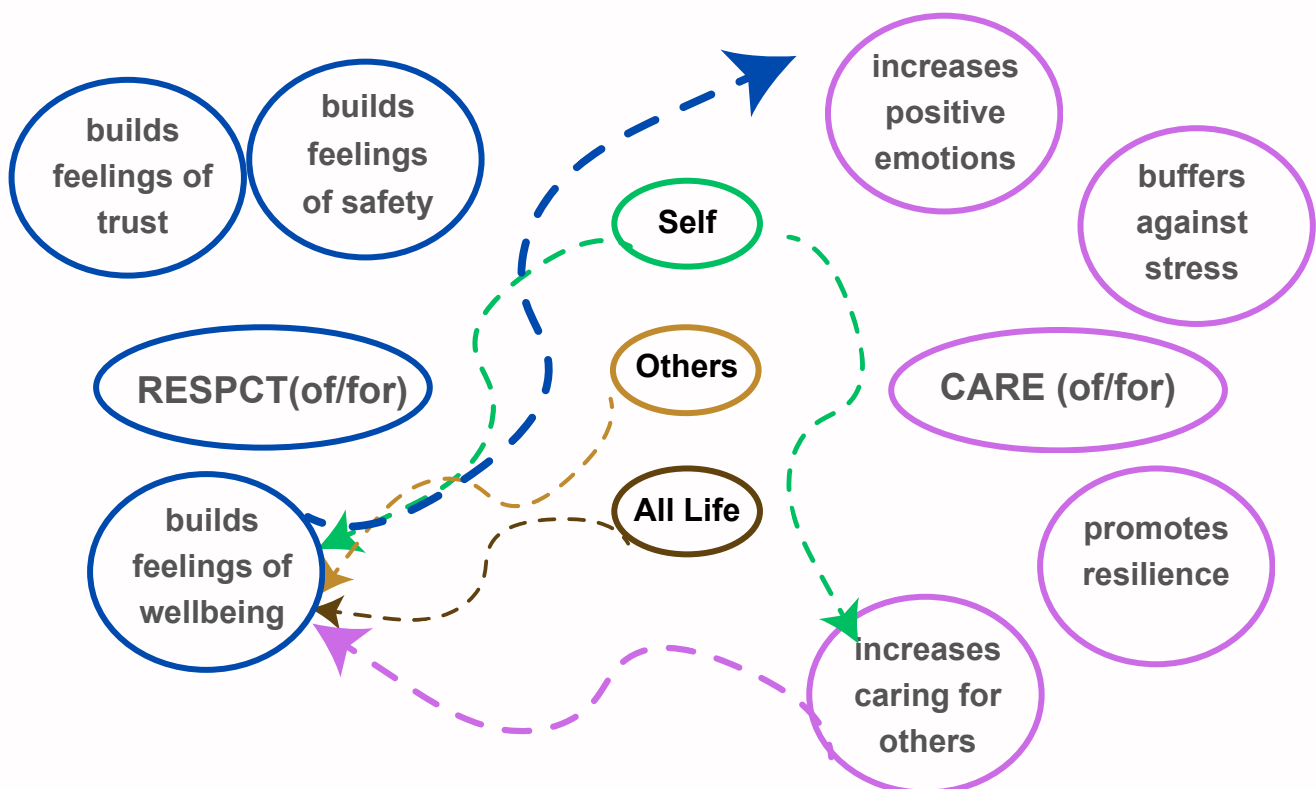 builds
feelings of
trust
builds
feelings
of safety
increases
positive
emotions
buffers
against
stress
Self
Others
All Life
RESPCT(of/for)
CARE (of/for)
builds
feelings of
wellbeing
promotes
resilience
increases
caring for
others